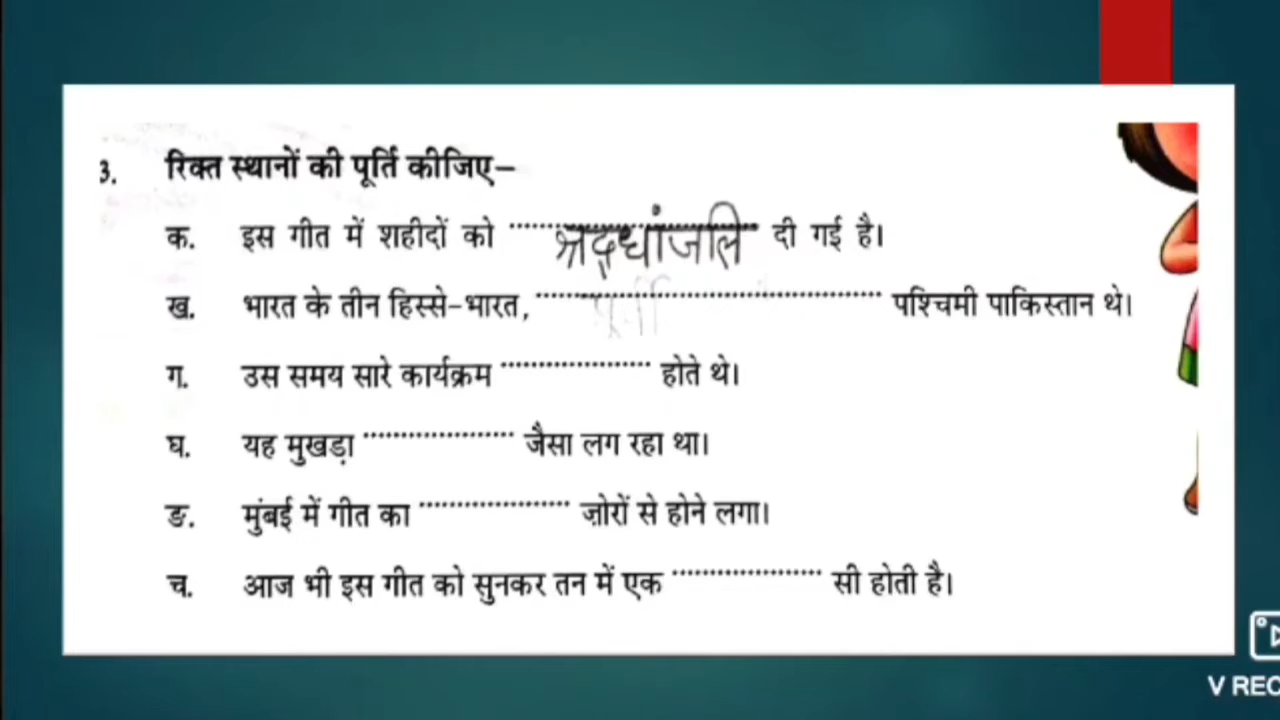 3. रिक्त स्थानों की पूर्ति कीजिए–
क. इस गीत में शहीदों को ...श्रद्धांजलि... दी गई है।
ख. भारत के तीन हिस्से–भारत, ........................ पश्चिमी पाकिस्तान थे।
ग. उस समय सारे कार्यक्रम .................. होते थे।
घ. यह मुखड़ा .................. जैसा लग रहा था।
ङ. मुंबई में गीत का .................. ज़ोरों से होने लगा।
च. आज भी इस गीत को सुनकर तन में एक .................. सी होती है।
V REC